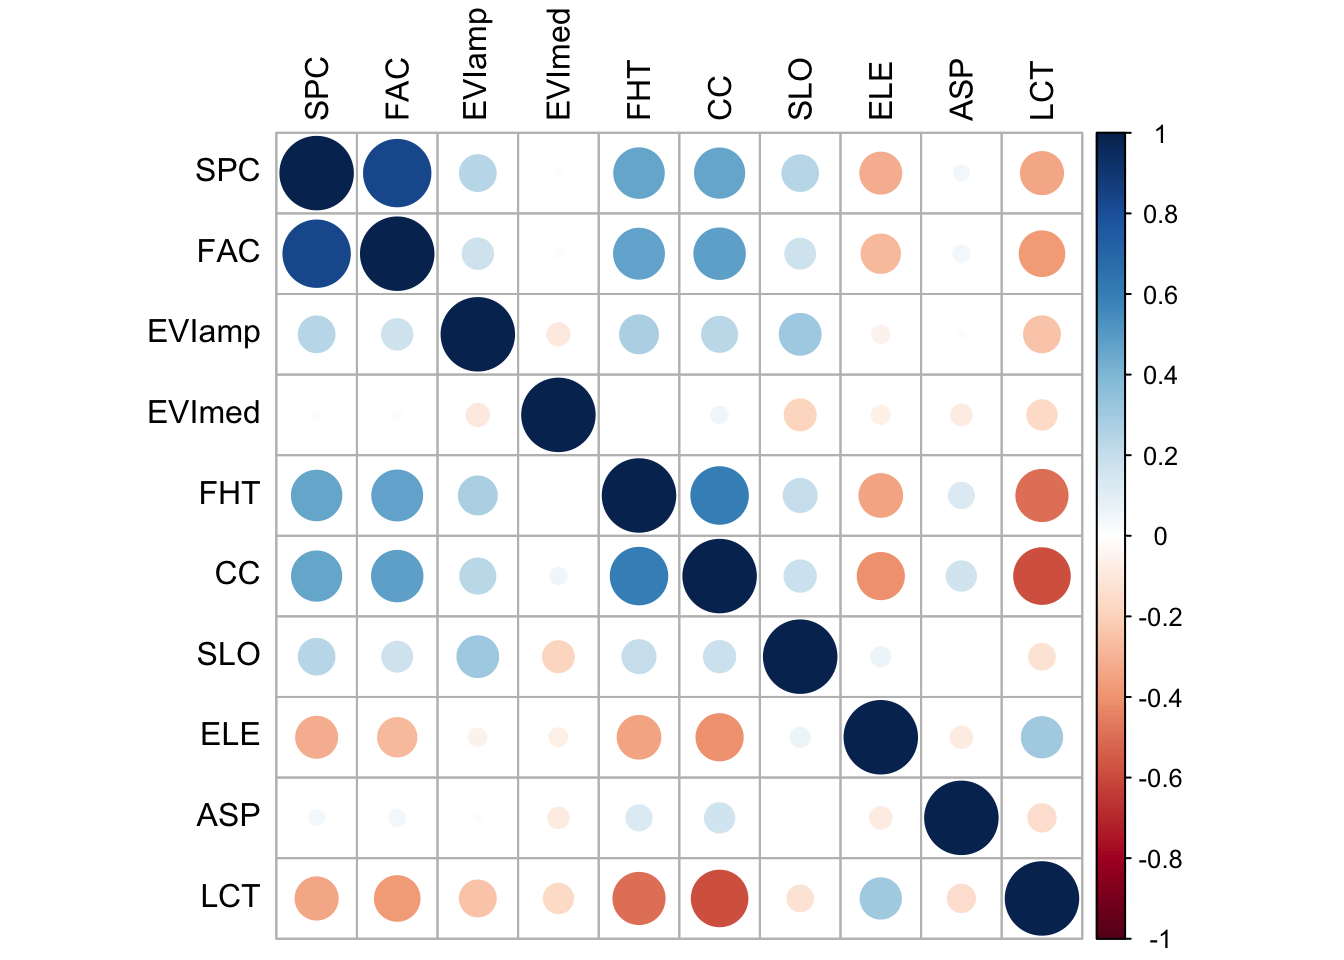 SPC FAC EVIamp EVImed FHT CC SLO ELE ASP LCT
SPC
FAC
EVIamp
EVImed
FHT
CC
SLO
ELE
ASP
LCT
1
0.8
0.6
0.4
0.2
0
-0.2
-0.4
-0.6
-0.8
-1